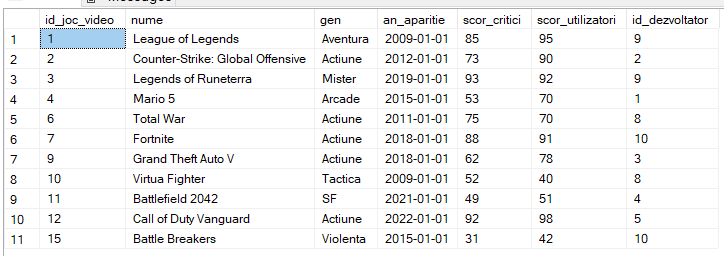 Messages
id_joc_video nume gen an_aparitie scor_critici scor_utilizatori id_dezvoltator
1 1 League of Legends Aventura 2009-01-01 85 95 9
2 2 Counter-Strike: Global Offensive Actiune 2012-01-01 73 90 2
3 3 Legends of Runeterra Mister 2019-01-01 93 92 9
4 4 Mario 5 Arcade 2015-01-01 53 70 1
5 6 Total War Actiune 2011-01-01 75 70 8
6 7 Fortnite Actiune 2018-01-01 88 91 10
7 9 Grand Theft Auto V Actiune 2018-01-01 62 78 3
8 10 Virtua Fighter Tactica 2009-01-01 52 40 8
9 11 Battlefield 2042 SF 2021-01-01 49 51 4
10 12 Call of Duty Vanguard Actiune 2022-01-01 92 98 5
11 15 Battle Breakers Violenta 2015-01-01 31 42 10